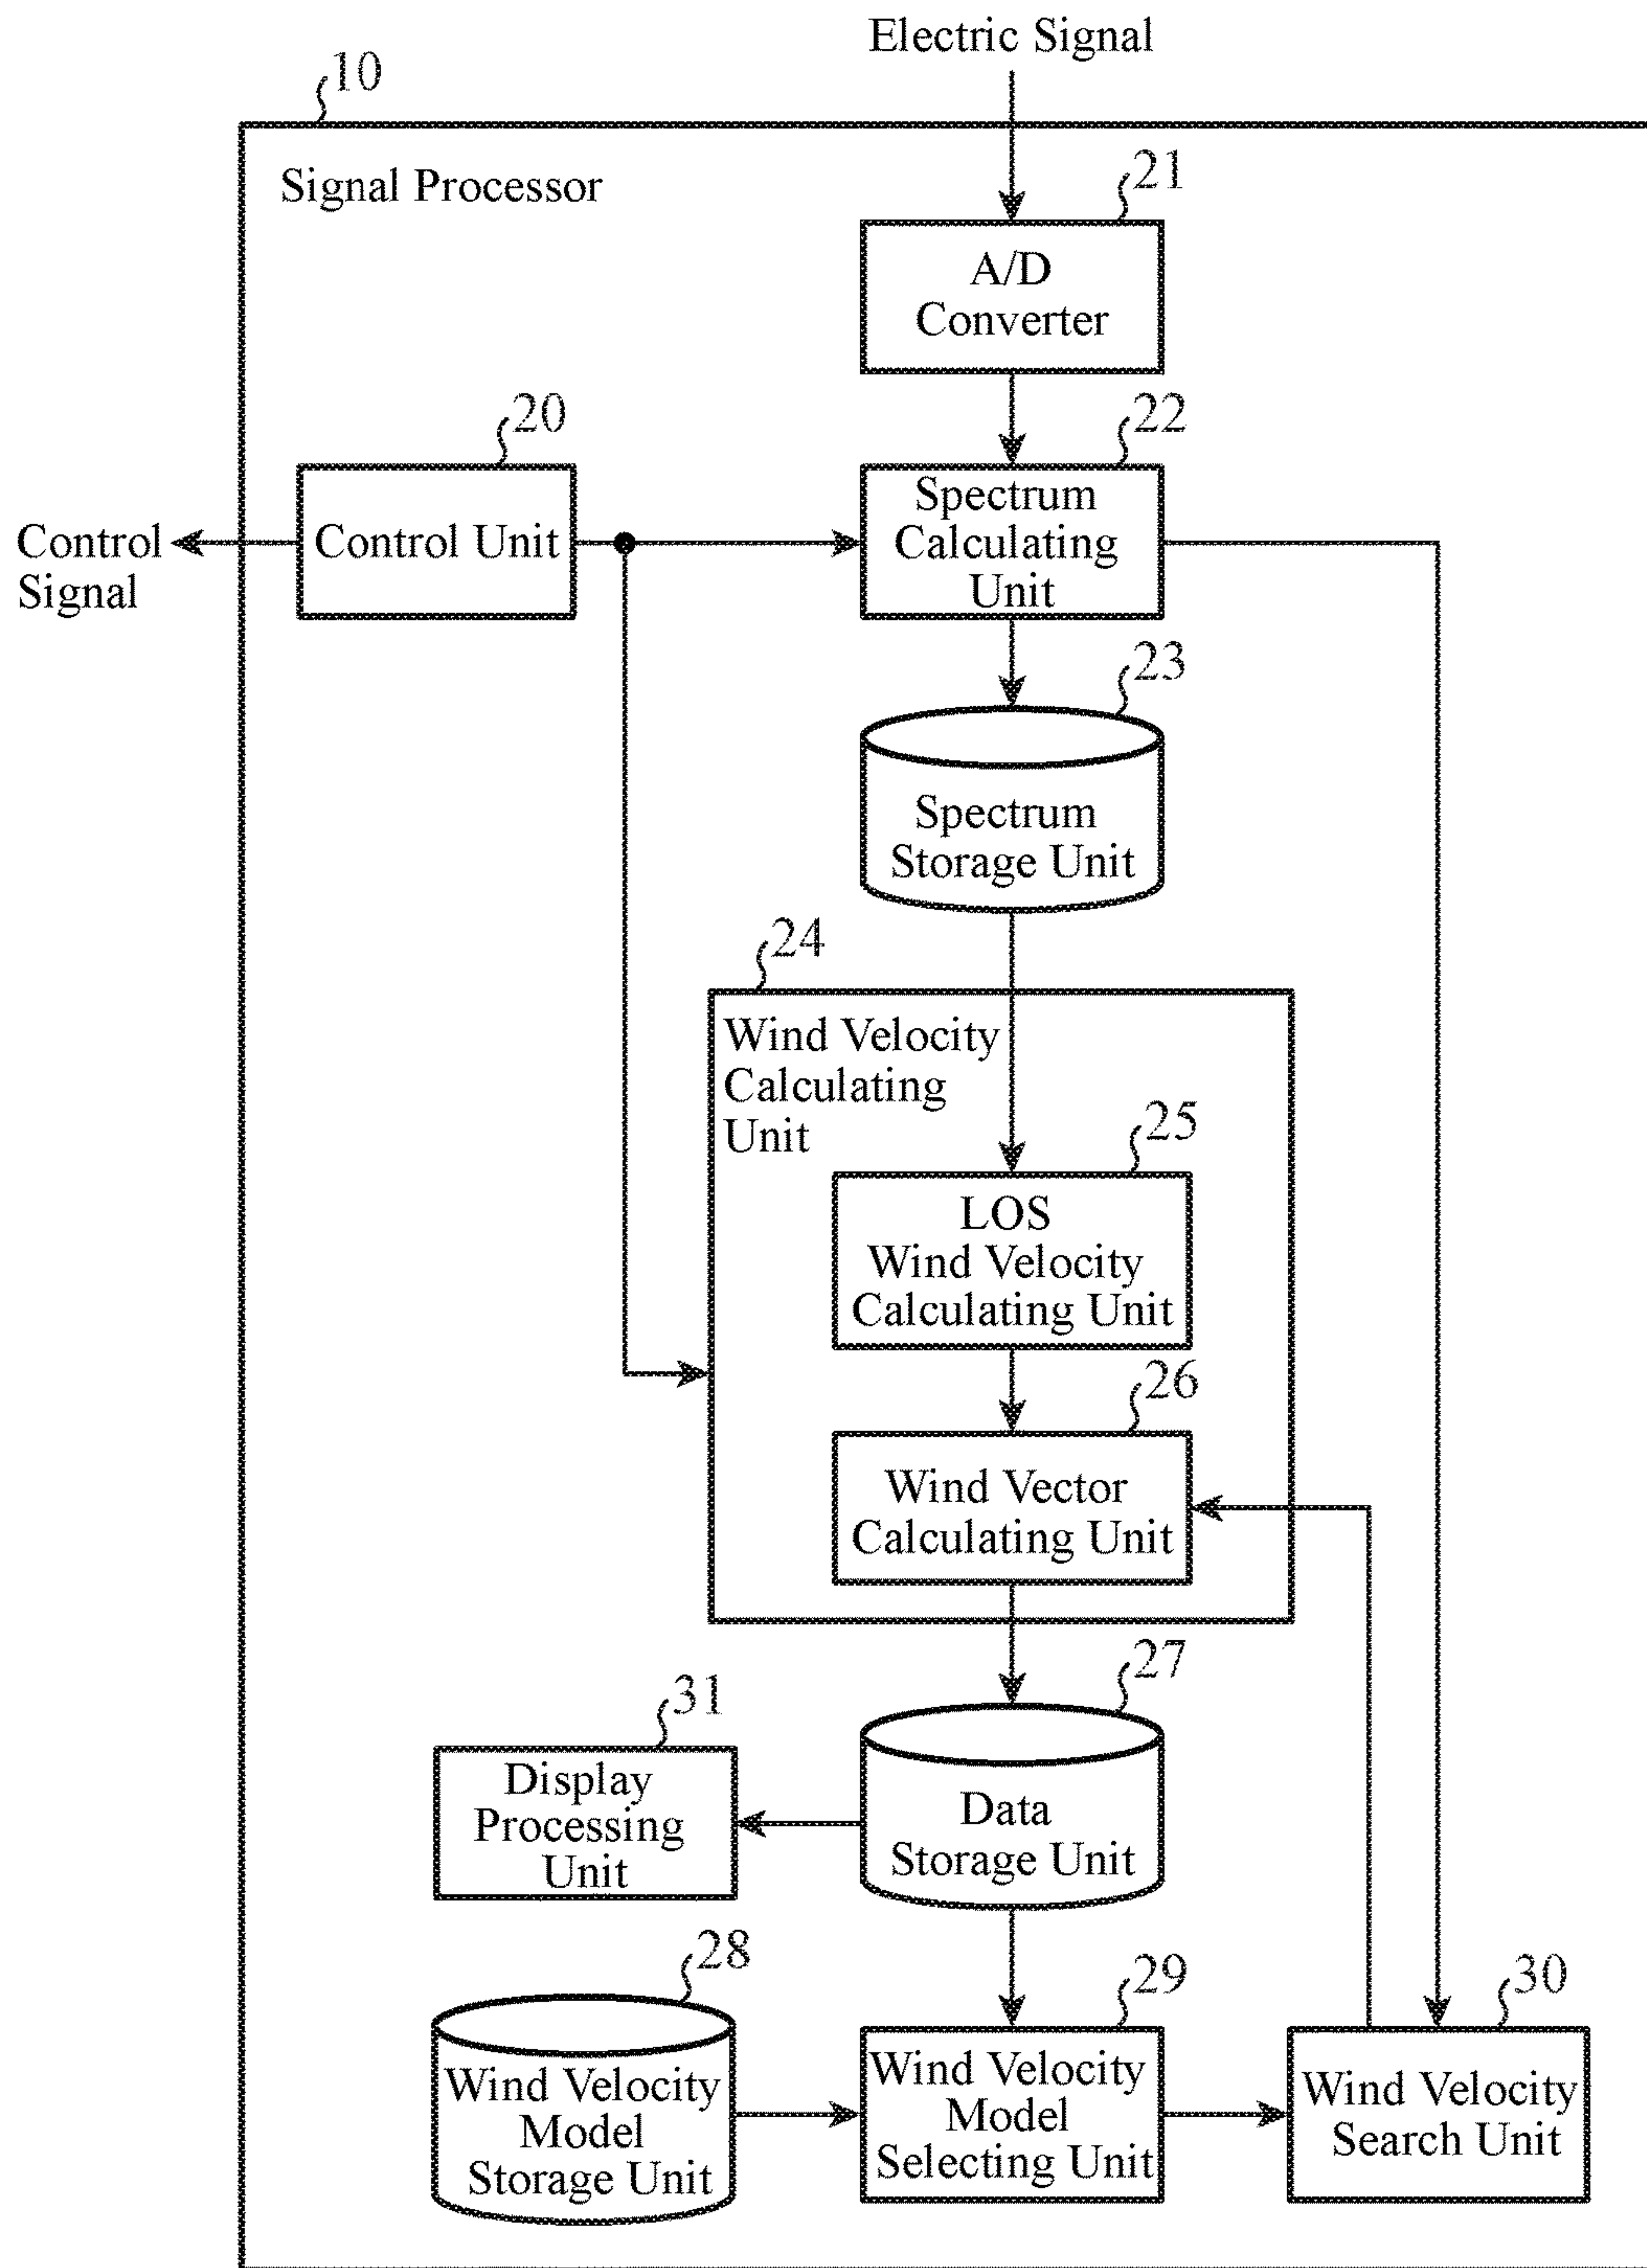 Electric Signal
10
Signal Processor
21
A/D
Converter
20
22
Control
Signal
Control Unit
Spectrum
Calculating
Unit
23
Spectrum
Storage Unit
24
Wind Velocity
Calculating
Unit
25
LOS
Wind Velocity
Calculating Unit
26
Wind Vector
Calculating Unit
27
31
Display
Processing
Unit
Data
Storage Unit
28
29
30
Wind Velocity
Model
Storage Unit
Wind Velocity
Model
Selecting Unit
Wind Velocity
Search Unit